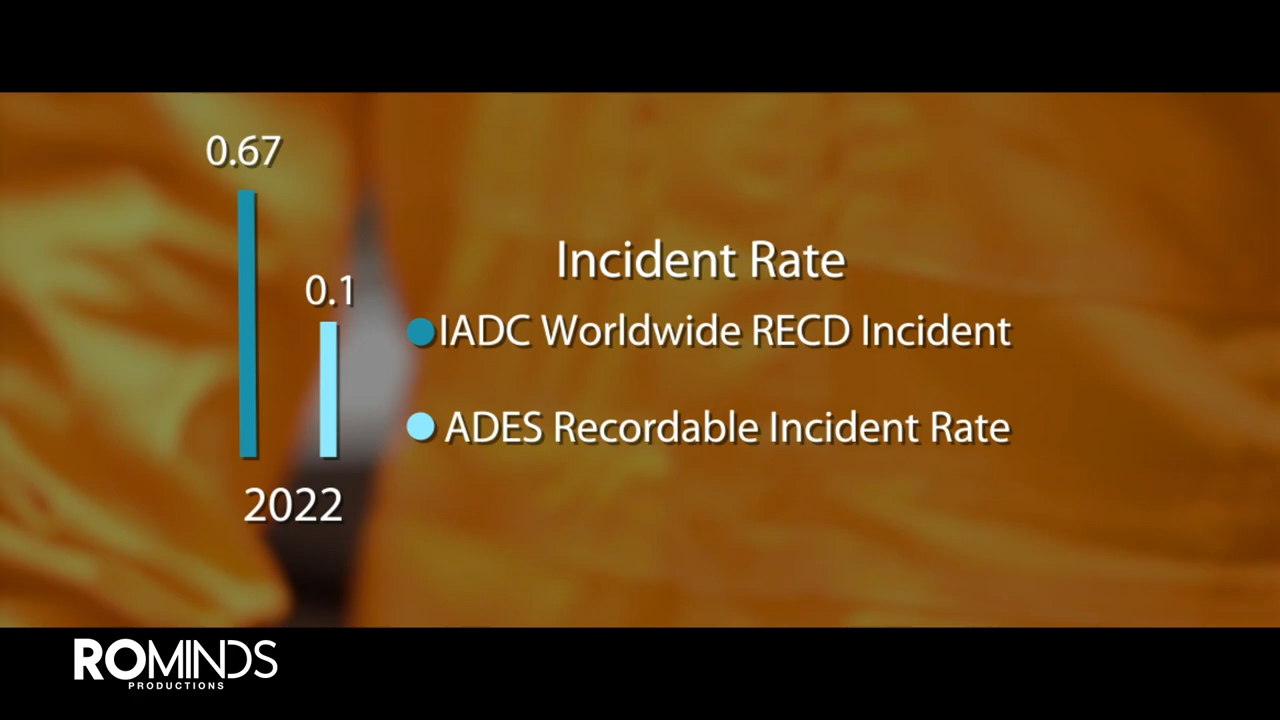 0.67
0.1
2022
Incident Rate
IADC Worldwide RECD Incident
ADES Recordable Incident Rate
ROMINDS
PRODUCTIONS